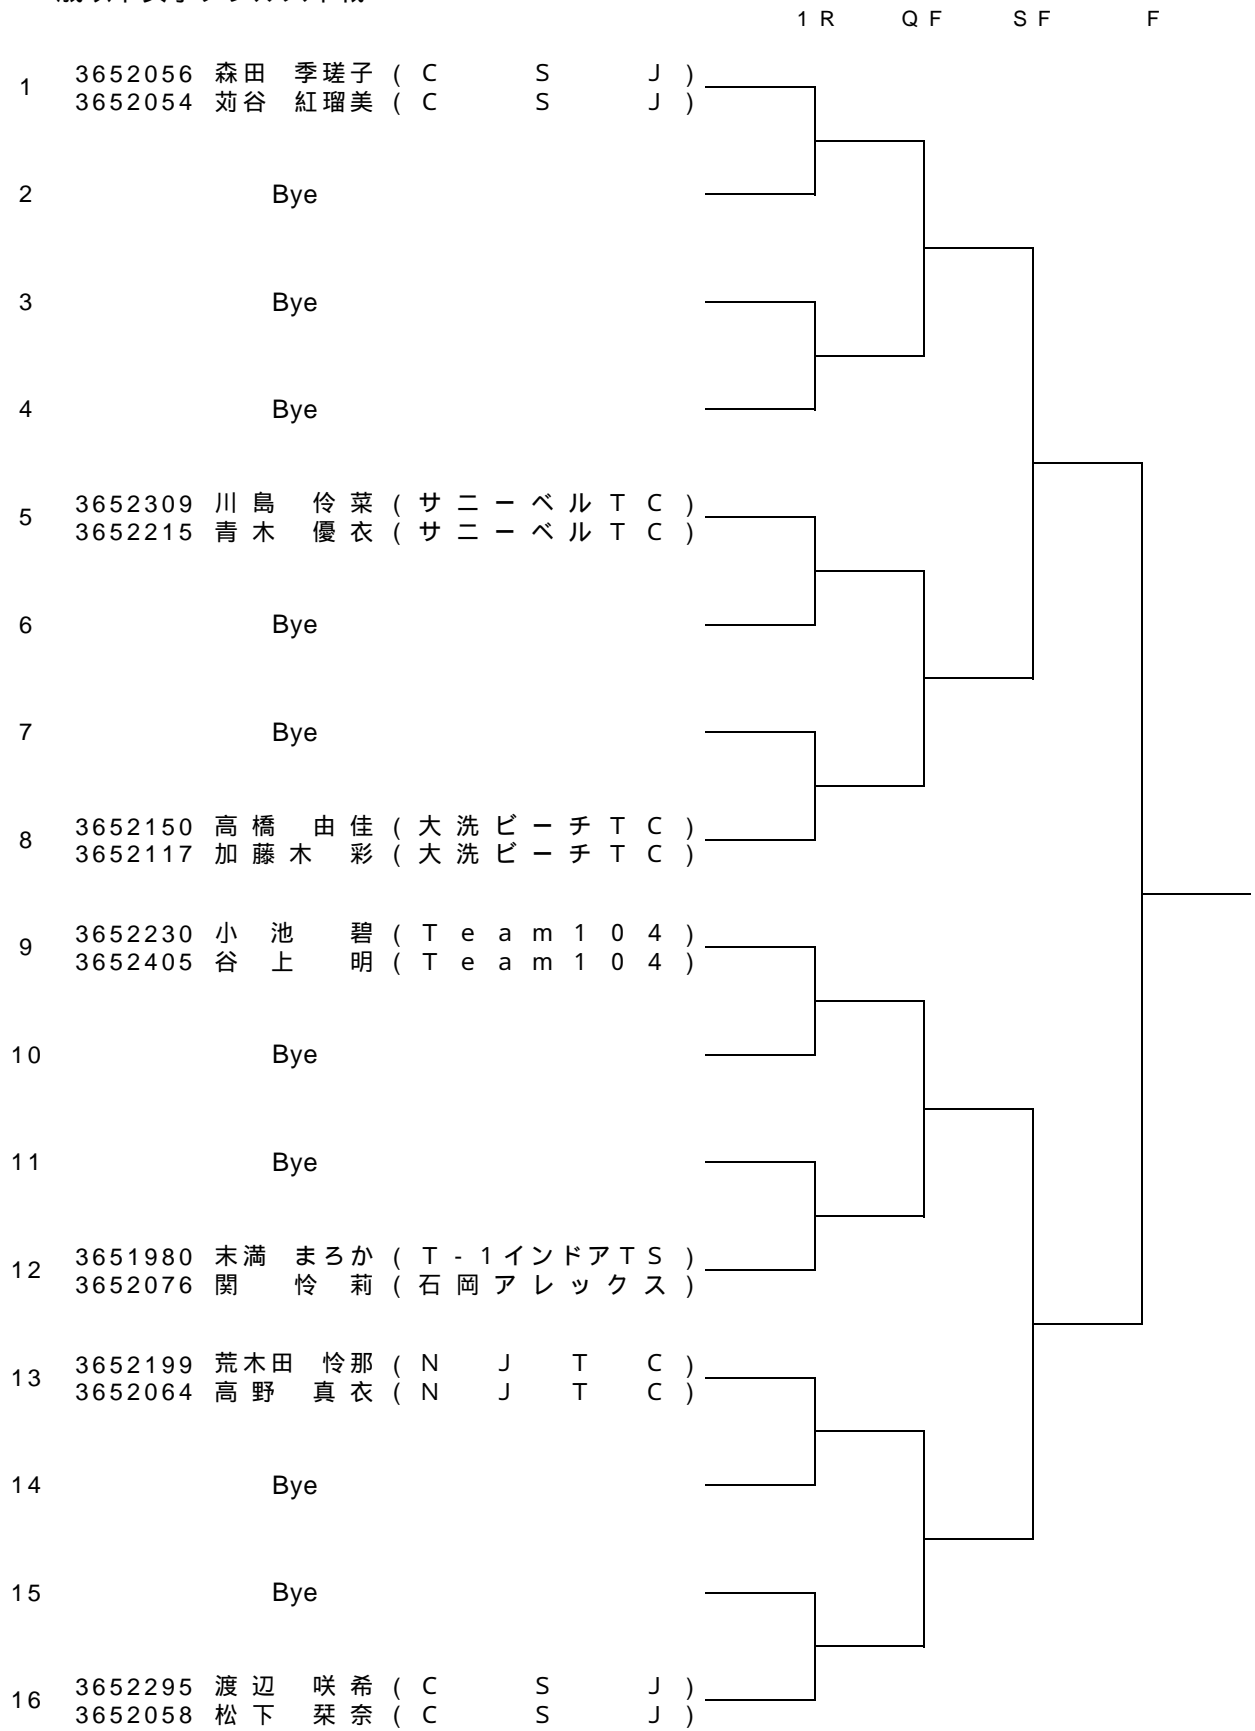 1R QF SF F
1
3652056 森田 季瑳子 ( C S J )
3652054 苅谷 紅瑠美 ( C S J )
2 Bye
3 Bye
4 Bye
5
3652309 川島 伶菜 ( サニーベルTC )
3652215 青木 優衣 ( サニーベルTC )
6 Bye
7 Bye
8
3652150 高橋 由佳 ( 大洗ビーチTC )
3652117 加藤木 彩 ( 大洗ビーチTC )
9
3652230 小池 碧 ( Team104 )
3652405 谷上 明 ( Team104 )
10 Bye
11 Bye
12
3651980 末満 まろか ( T-1インドアTS )
3652076 関 怜莉 ( 石岡アレックス )
13
3652199 荒木田 怜那 ( N J T C )
3652064 高野 真衣 ( N J T C )
14 Bye
15 Bye
16
3652295 渡辺 咲希 ( C S J )
3652058 松下 栞奈 ( C S J )